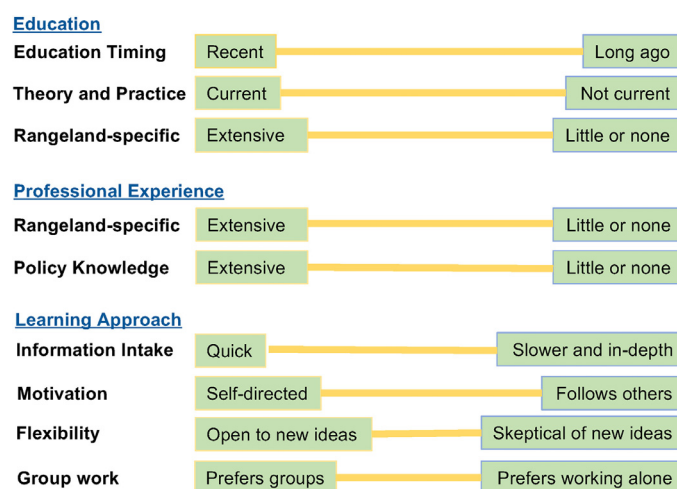 Education
Education Timing Recent Long ago
Theory and Practice Current Not current
Rangeland-specific Extensive Little or none
Professional Experience
Rangeland-specific Extensive Little or none
Policy Knowledge Extensive Little or none
Learning Approach
Information Intake Quick Slower and in-depth
Motivation Self-directed Follows others
Flexibility Open to new ideas Skeptical of new ideas
Group work Prefers groups Prefers working alone